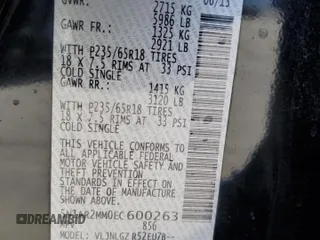 GVWR: 2715 KG
5986 LB
GAWR FR: 1325 KG
2921 LB
WITH P235/65R18 TIRES
18 X 7.5 RIMS AT 33 PSI
COLD SINGLE
GAWR RR: 1415 KG
3120 LB
WITH P235/65R18 TIRES
18 X 7.5 RIMS AT 33 PSI
COLD SINGLE
THIS VEHICLE CONFORMS TO ALL
APPLICABLE U.S. FEDERAL
MOTOR VEHICLE SAFETY
STANDARDS IN EFFECT ON THE
DATE OF MANUFACTURE
SHOWN ABOVE.
600263
MPV 856
MODEL:
DREAMBID